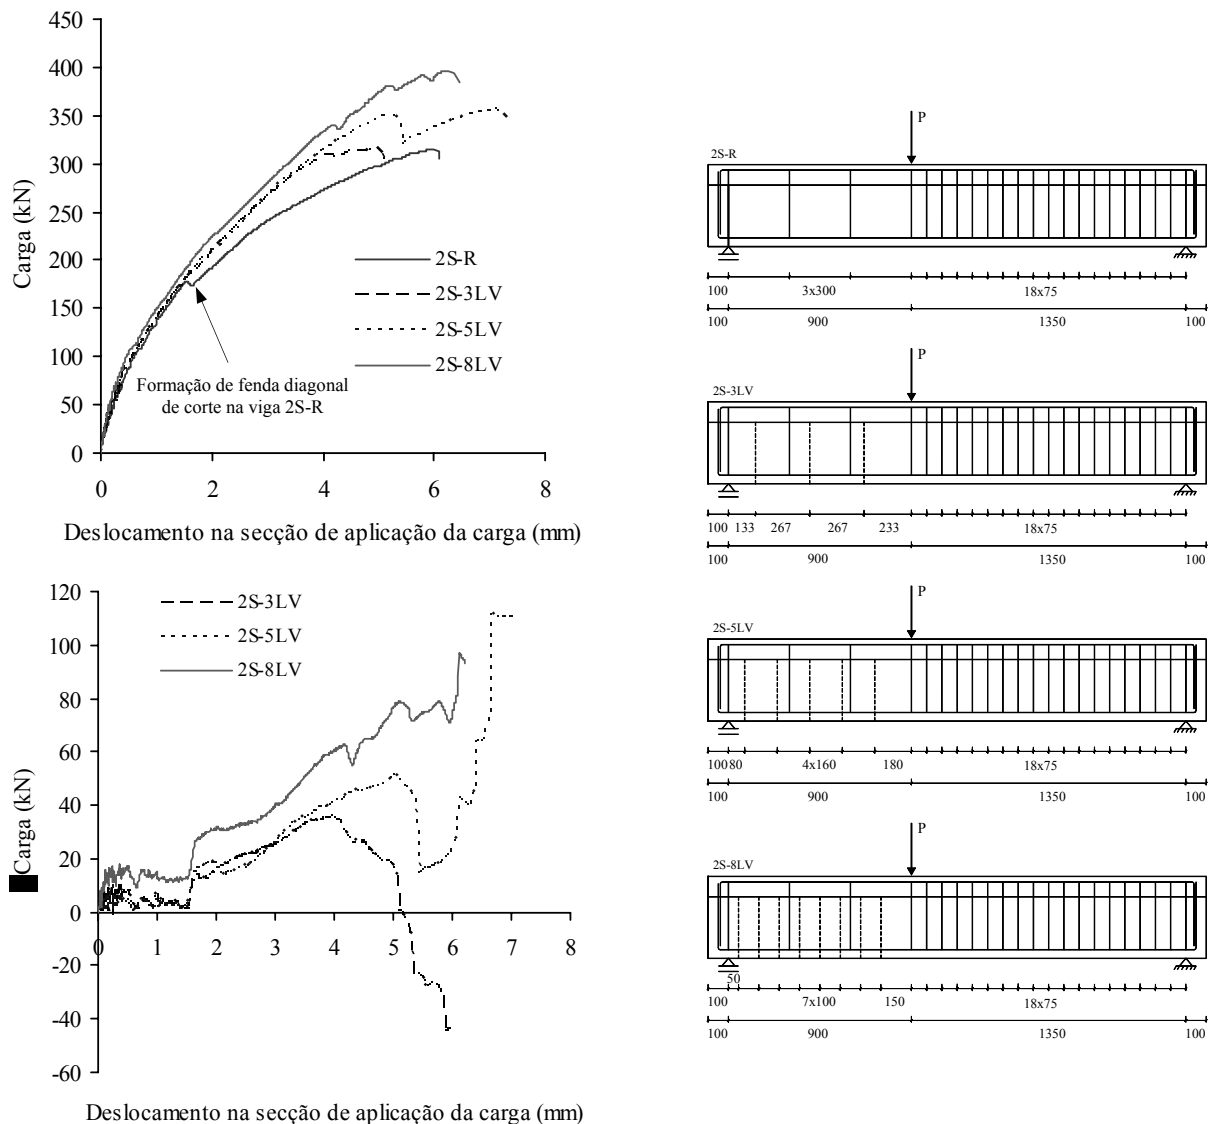 450
400
350
300
250
200
150
100
50
0
Carga (kN)
0 2 4 6 8
Deslocamento na secção de aplicação da carga (mm)
2S-R
2S-3LV
2S-5LV
2S-8LV
Formação de fenda diagonal
de corte na viga 2S-R
120
100
80
60
40
20
0
-20
-40
-60
Carga (kN)
0 1 2 3 4 5 6 7 8
Deslocamento na secção de aplicação da carga (mm)
2S-3LV
2S-5LV
2S-8LV
P
2S-R
100 3x300 18x75
100 900 1350 100
P
2S-3LV
100 133 267 267 233 18x75
100 900 1350 100
P
2S-5LV
100 80 4x160 180 18x75
100 900 1350 100
P
2S-8LV
50
100 7x100 150 18x75
100 900 1350 100